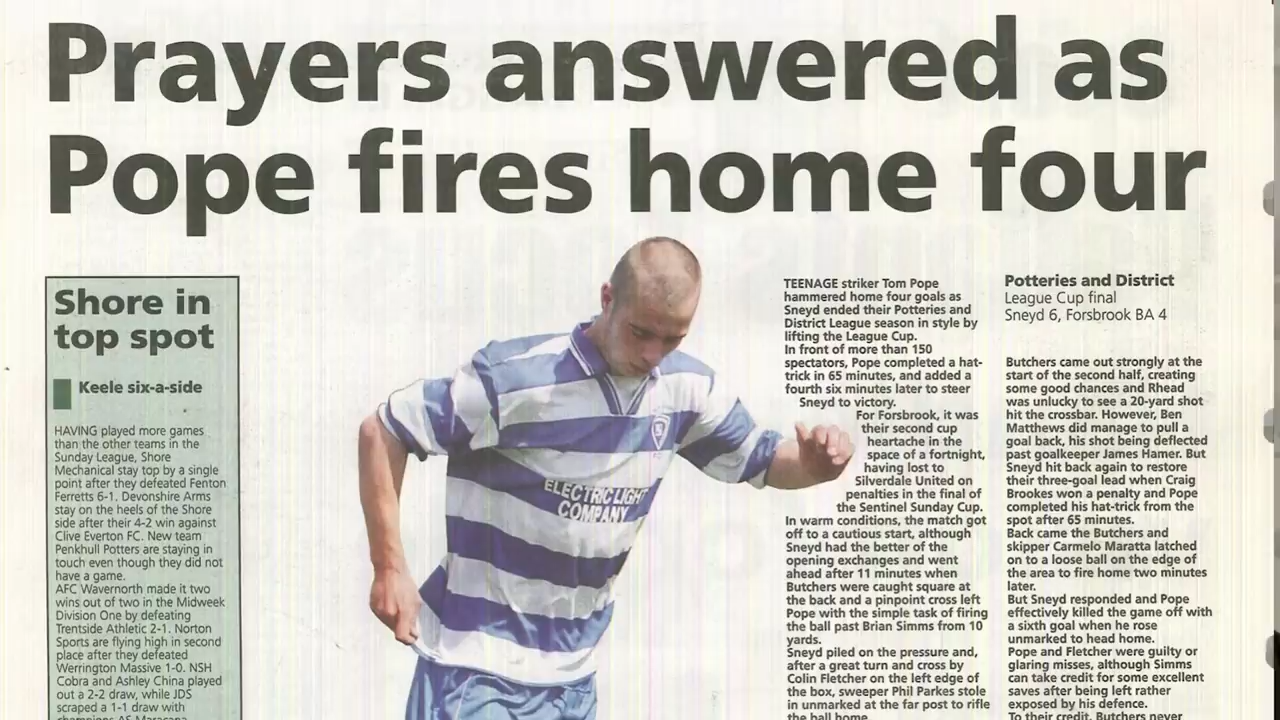 Prayers answered as
Pope fires home four
Shore in
top spot
Keele six-a-side
HAVING played more games
than the other teams in the
Sunday League, Shore
Mechanical stay top by a single
point after they defeated Fenton
Ferretts 6-1. Devonshire Arms
stay on the heels of the Shore
side after their 4-2 win against
Clive Everton FC. New team
Penkhull Potters are staying in
touch even though they did not
have a game.
AFC Wavernorth made it two
wins out of two in the Midweek
Division One by defeating
Trentside Athletic 2-1. Norton
Sports are flying high in second
place after they defeated
Werrington Massive 1-0. NSH
Cobra and Ashley China played
out a 2-2 draw, while JDS
scraped a 1-1 draw with
champions AS Maracana
ELECTRIC LIGHT
COMPANY
TEENAGE striker Tom Pope
hammered home four goals as
Sneyd ended their Potteries and
District League season in style by
lifting the League Cup.
In front of more than 150
spectators, Pope completed a hat-
trick in 65 minutes, and added a
fourth six minutes later to steer
Sneyd to victory.
For Forsbrook, it was
their second cup
heartache in the
space of a fortnight,
having lost to
Silverdale United on
penalties in the final of
the Sentinel Sunday Cup.
In warm conditions, the match got
off to a cautious start, although
Sneyd had the better of the
opening exchanges and went
ahead after 11 minutes when
Butchers were caught square at
the back and a pinpoint cross left
Pope with the simple task of firing
the ball past Brian Simms from 10
yards.
Sneyd piled on the pressure and,
after a great turn and cross by
Colin Fletcher on the left edge of
the box, sweeper Phil Parkes stole
in unmarked at the far post to rifle
the ball home.
Potteries and District
League Cup final
Sneyd 6, Forsbrook BA 4
Butchers came out strongly at the
start of the second half, creating
some good chances and Rhead
was unlucky to see a 20-yard shot
hit the crossbar. However, Ben
Matthews did manage to pull a
goal back, his shot being deflected
past goalkeeper James Hamer. But
Sneyd hit back again to restore
their three-goal lead when Craig
Brookes won a penalty and Pope
completed his hat-trick from the
spot after 65 minutes.
Back came the Butchers and
skipper Carmelo Maratta latched
on to a loose ball on the edge of
the area to fire home two minutes
later.
But Sneyd responded and Pope
effectively killed the game off with
a sixth goal when he rose
unmarked to head home.
Pope and Fletcher were guilty or
glaring misses, although Simms
can take credit for some excellent
saves after being left rather
exposed by his defence.
To their credit, Butchers never